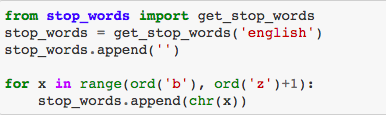 from stop_words import get_stop_words
stop_words = get_stop_words('english')
stop_words.append('')
for x in range(ord('b'), ord('z')+1):
    stop_words.append(chr(x))